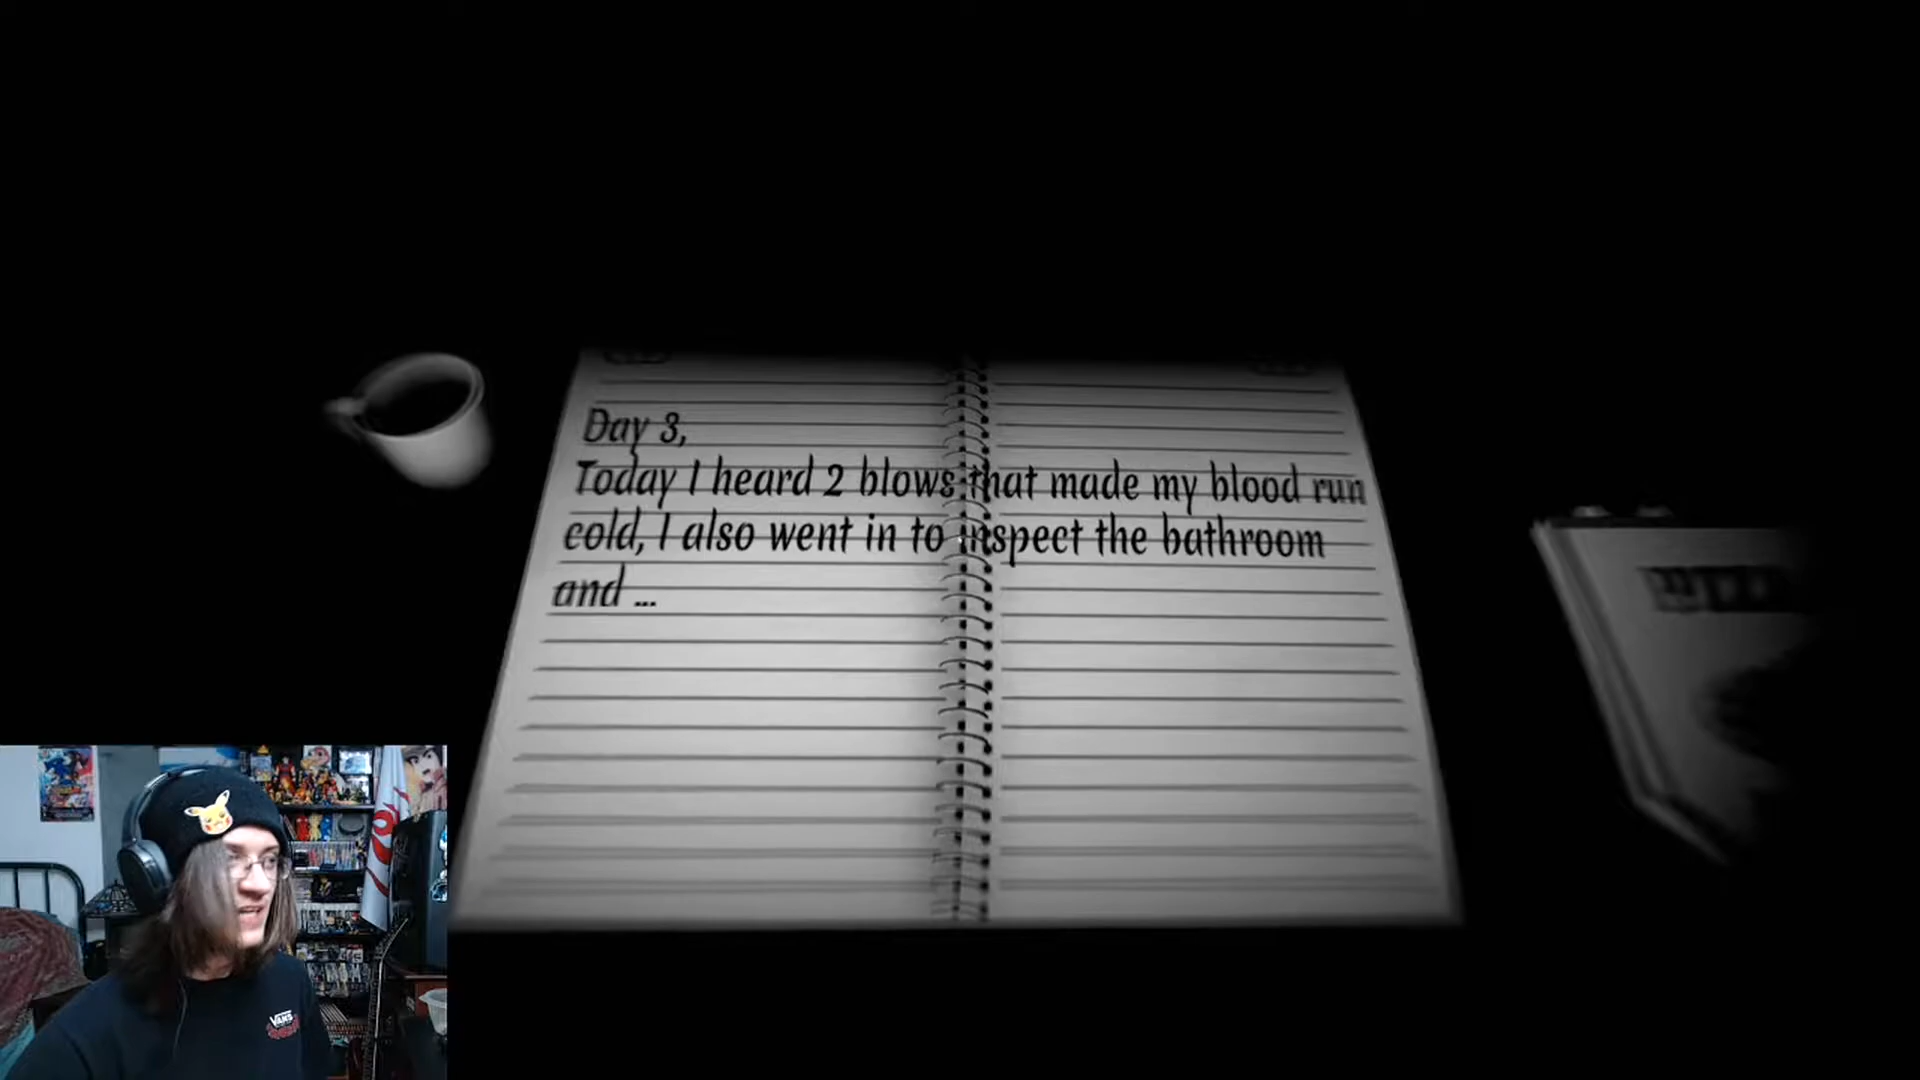 Day 3,
Today I heard 2 blows that made my blood run
cold, I also went in to inspect the bathroom
and ...
VANS